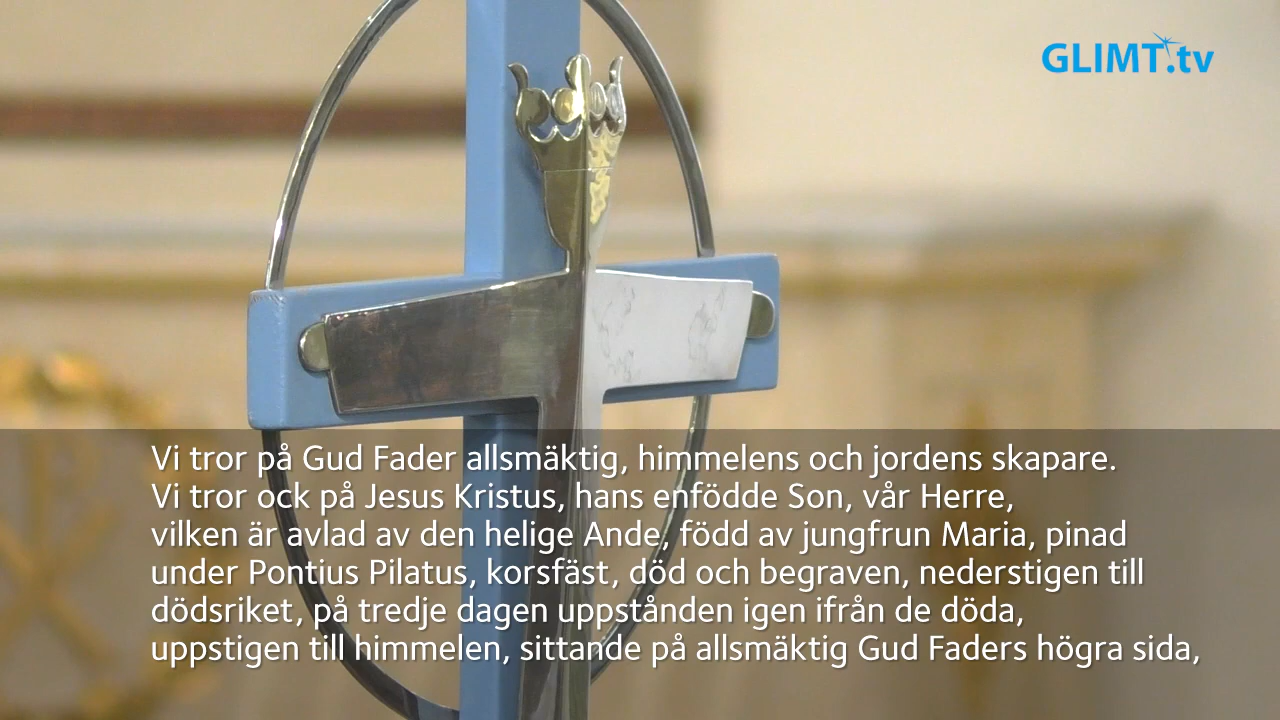 GLIMT.tv
Vi tror på Gud Fader allsmäktig, himmelens och jordens skapare.
Vi tror ock på Jesus Kristus, hans enfödde Son, vår Herre,
vilken är avlad av den helige Ande, född av jungfrun Maria, pinad
under Pontius Pilatus, korsfäst, död och begraven, nederstigen till
dödsriket, på tredje dagen uppstånden igen ifrån de döda,
uppstigen till himmelen, sittande på allsmäktig Gud Faders högra sida,